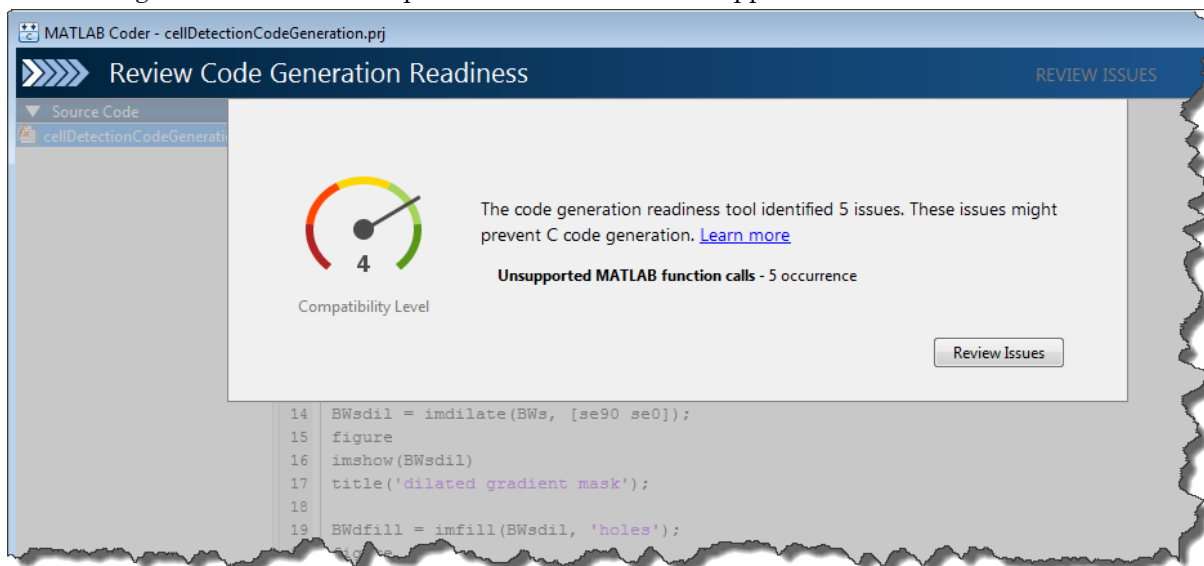 MATLAB Coder - cellDetectionCodeGeneration.prj
Review Code Generation Readiness
REVIEW ISSUES
Source Code
cellDetectionCodeGenerati
The code generation readiness tool identified 5 issues. These issues might
prevent C code generation. Learn more
4
Unsupported MATLAB function calls - 5 occurrence
Compatibility Level
Review Issues
14 BWsdil = imdilate(BWs, [se90 se0]);
15 figure
16 imshow(BWsdil)
17 title('dilated gradient mask');
18
19 BWdfill = imfill(BWsdil, 'holes');